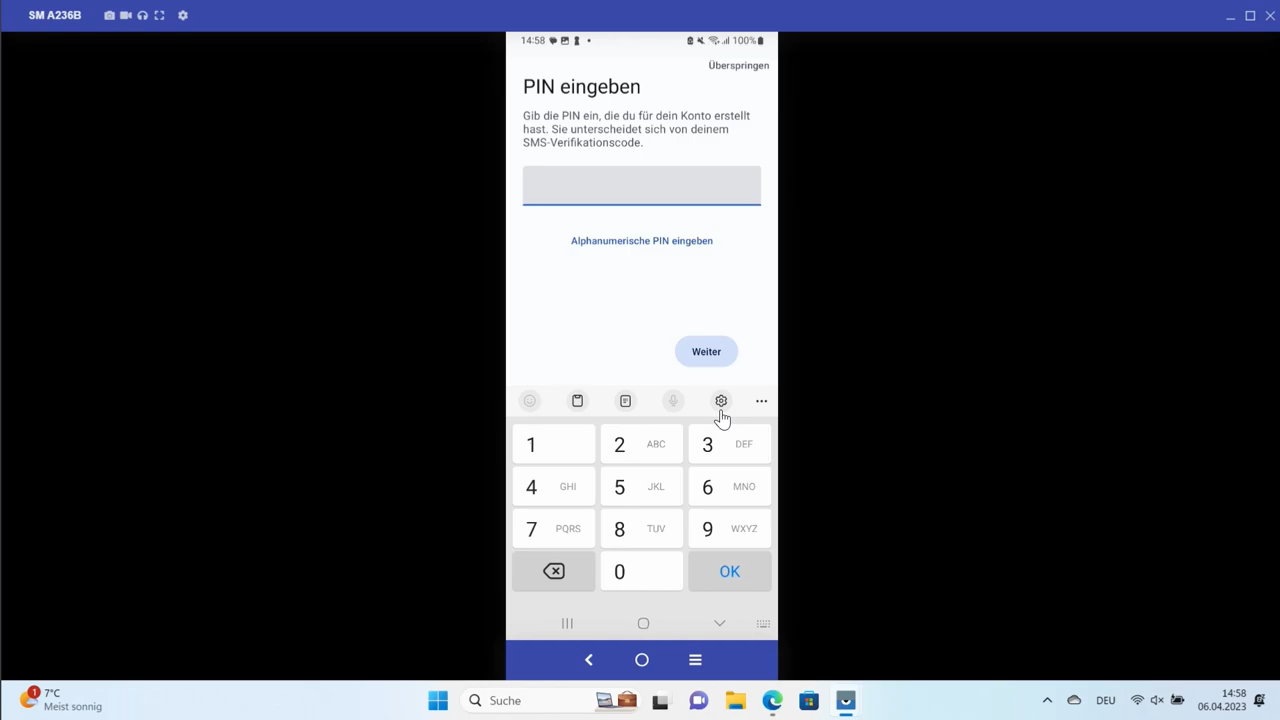 SM A236B
14:58
100%
Überspringen
PIN eingeben
Gib die PIN ein, die du für dein Konto erstellt
hast. Sie unterscheidet sich von deinem
SMS-Verifikationscode.
Alphanumerische PIN eingeben
Weiter
1 2 ABC 3 DEF
4 GHI 5 JKL 6 MNO
7 PQRS 8 TUV 9 WXYZ
0 OK
1
7°C
Meist sonnig
Suche
DEU
14:58
06.04.2023